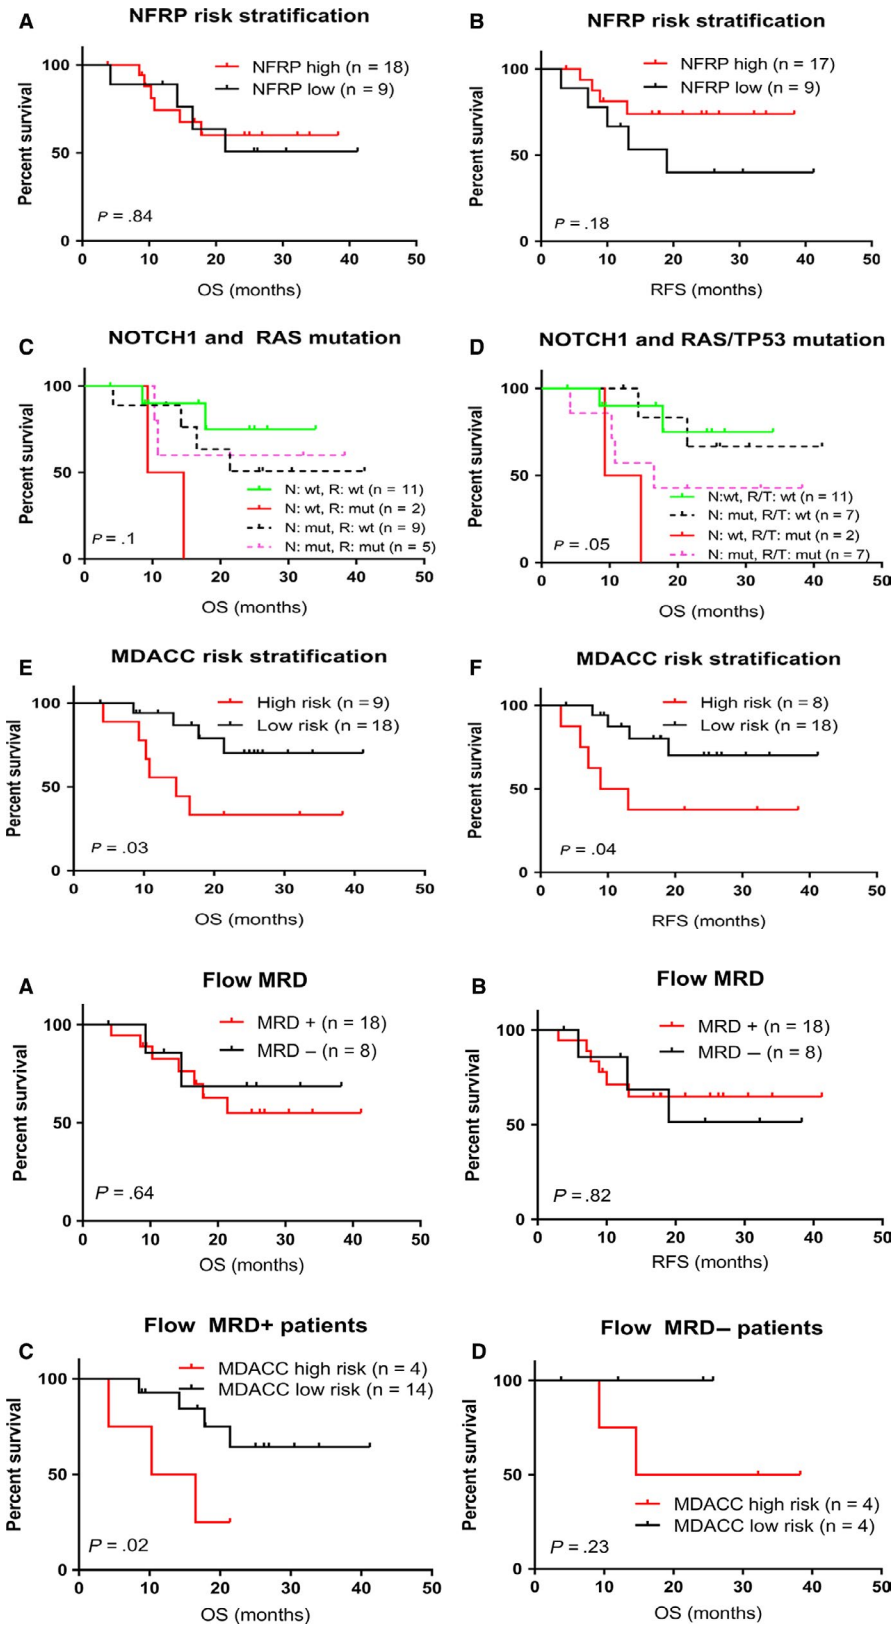 A
NFRP risk stratification
Percent survival
100
50
0
NFRP high (n = 18)
NFRP low (n = 9)
P = .84
0 10 20 30 40 50
OS (months)
B
NFRP risk stratification
Percent survival
100
50
0
NFRP high (n = 17)
NFRP low (n = 9)
P = .18
0 10 20 30 40 50
RFS (months)
C
NOTCH1 and RAS mutation
Percent survival
100
50
0
N: wt, R: wt (n = 11)
N: wt, R: mut (n = 2)
N: mut, R: wt (n = 9)
N: mut, R: mut (n = 5)
P = .1
0 10 20 30 40 50
OS (months)
D
NOTCH1 and RAS/TP53 mutation
Percent survival
100
50
0
N:wt, R/T: wt (n = 11)
N: mut, R/T: wt (n = 7)
N: wt, R/T: mut (n = 2)
N: mut, R/T: mut (n = 7)
P = .05
0 10 20 30 40 50
OS (months)
E
MDACC risk stratification
Percent survival
100
50
0
High risk (n = 9)
Low risk (n = 18)
P = .03
0 10 20 30 40 50
OS (months)
F
MDACC risk stratification
Percent survival
100
50
0
High risk (n = 8)
Low risk (n = 18)
P = .04
0 10 20 30 40 50
RFS (months)
A
Flow MRD
Percent survival
100
50
0
MRD + (n = 18)
MRD – (n = 8)
P = .64
0 10 20 30 40 50
OS (months)
B
Flow MRD
Percent survival
100
50
0
MRD + (n = 18)
MRD – (n = 8)
P = .82
0 10 20 30 40 50
RFS (months)
C
Flow MRD+ patients
Percent survival
100
50
0
MDACC high risk (n = 4)
MDACC low risk (n = 14)
P = .02
0 10 20 30 40 50
OS (months)
D
Flow MRD– patients
Percent survival
100
50
0
MDACC high risk (n = 4)
MDACC low risk (n = 4)
P = .23
0 10 20 30 40 50
OS (months)